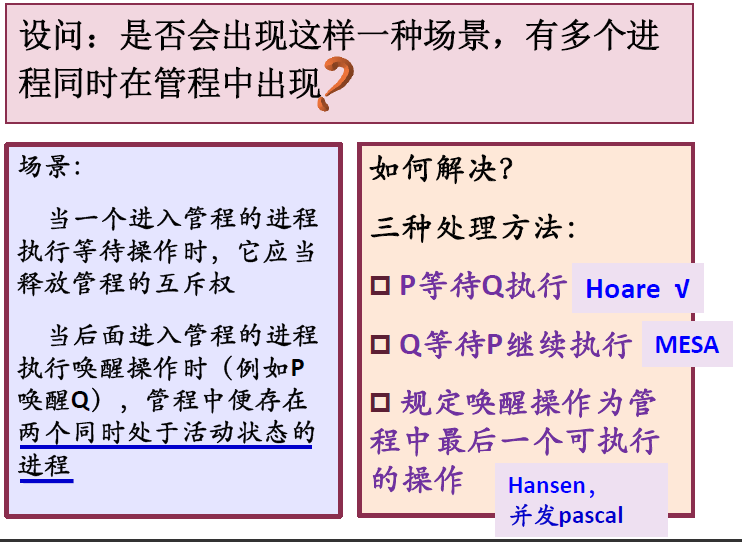 设问：是否会出现这样一种场景，有多个进
程同时在管程中出现?
场景：
当一个进入管程的进程
执行等待操作时，它应当
释放管程的互斥权
当后面进入管程的进程
执行唤醒操作时（例如P
唤醒Q），管程中便存在
两个同时处于活动状态的
进程
如何解决?
三种处理方法：
P等待Q执行 Hoare √
Q等待P继续执行 MESA
规定唤醒操作为管
程中最后一个可执行
的操作
Hansen，
并发pascal